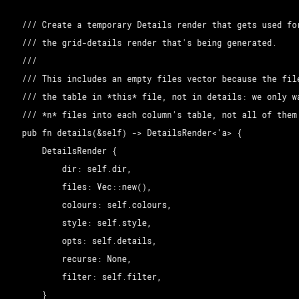 /// Create a temporary Details render that gets used for
/// the grid-details render that's being generated.
///
/// This includes an empty files vector because the file
/// the table in *this* file, not in details: we only wa
/// *n* files into each column's table, not all of them
pub fn details(&self) -> DetailsRender<'a> {
DetailsRender {
dir: self.dir,
files: Vec::new(),
colours: self.colours,
style: self.style,
opts: self.details,
recurse: None,
filter: self.filter,
}